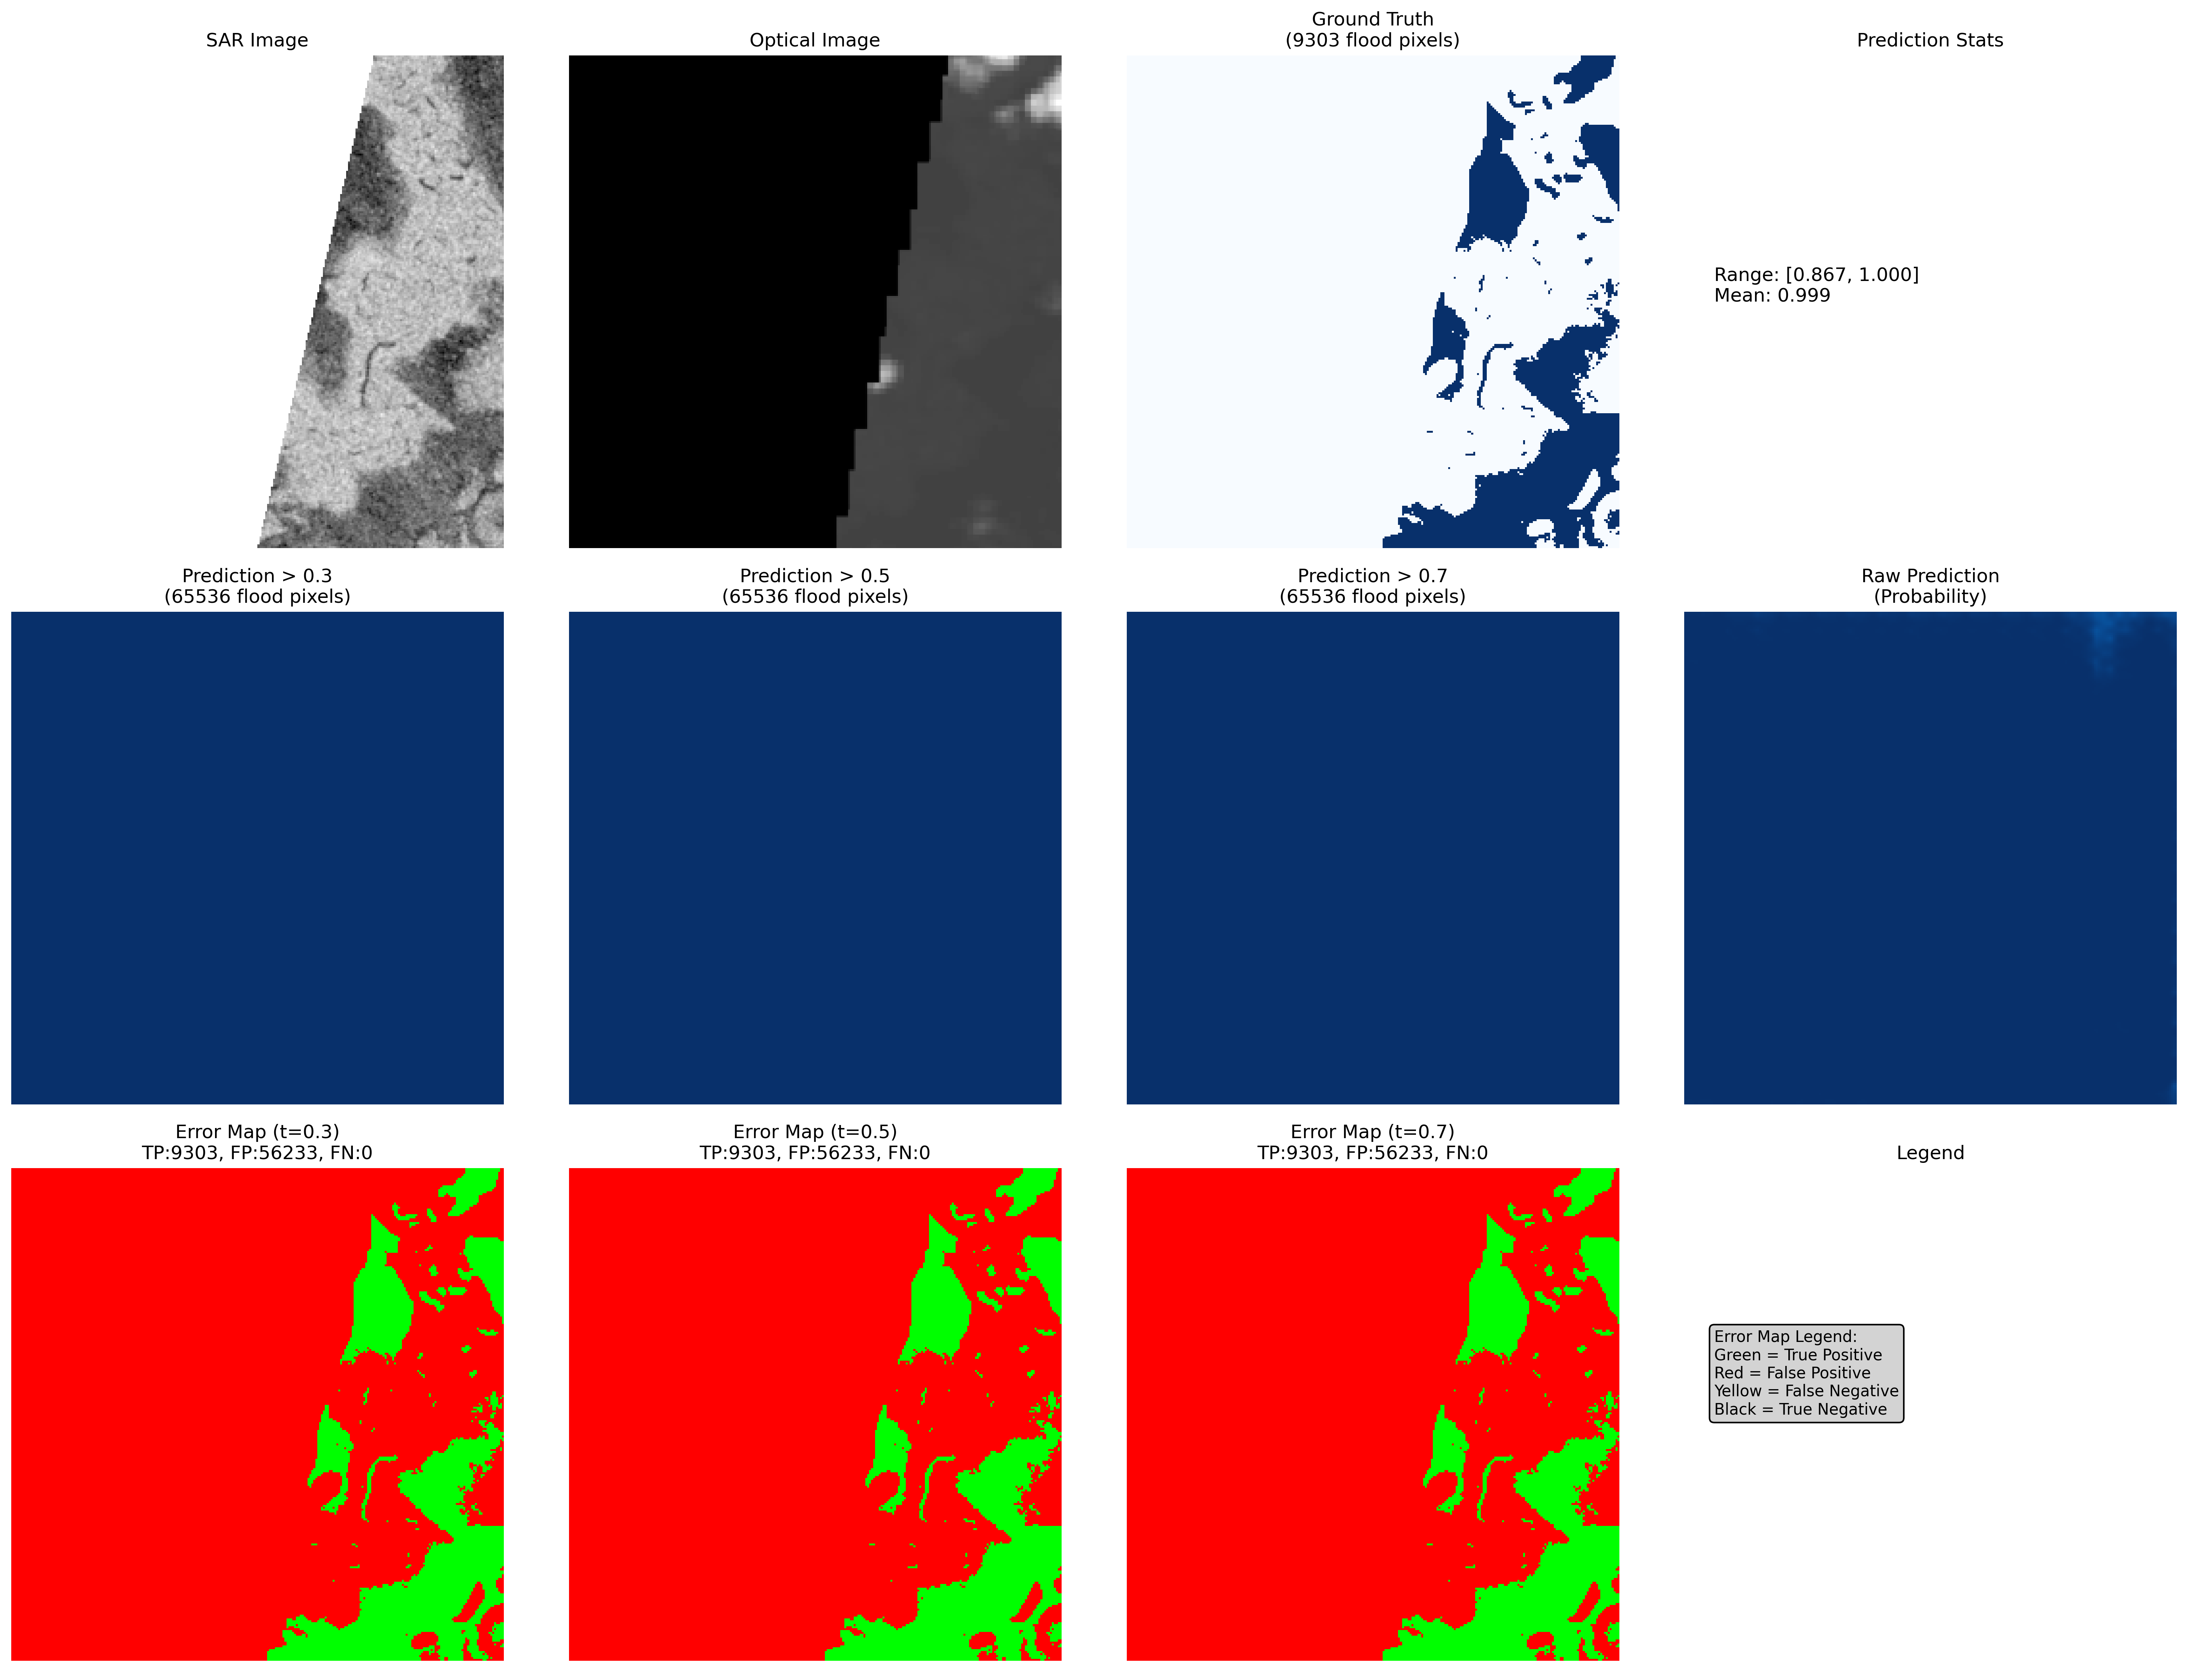 SAR Image
Optical Image
Ground Truth
(9303 flood pixels)
Prediction Stats
Range: [0.867, 1.000]
Mean: 0.999
Prediction > 0.3
(65536 flood pixels)
Prediction > 0.5
(65536 flood pixels)
Prediction > 0.7
(65536 flood pixels)
Raw Prediction
(Probability)
Error Map (t=0.3)
TP:9303, FP:56233, FN:0
Error Map (t=0.5)
TP:9303, FP:56233, FN:0
Error Map (t=0.7)
TP:9303, FP:56233, FN:0
Legend
Error Map Legend:
Green = True Positive
Red = False Positive
Yellow = False Negative
Black = True Negative